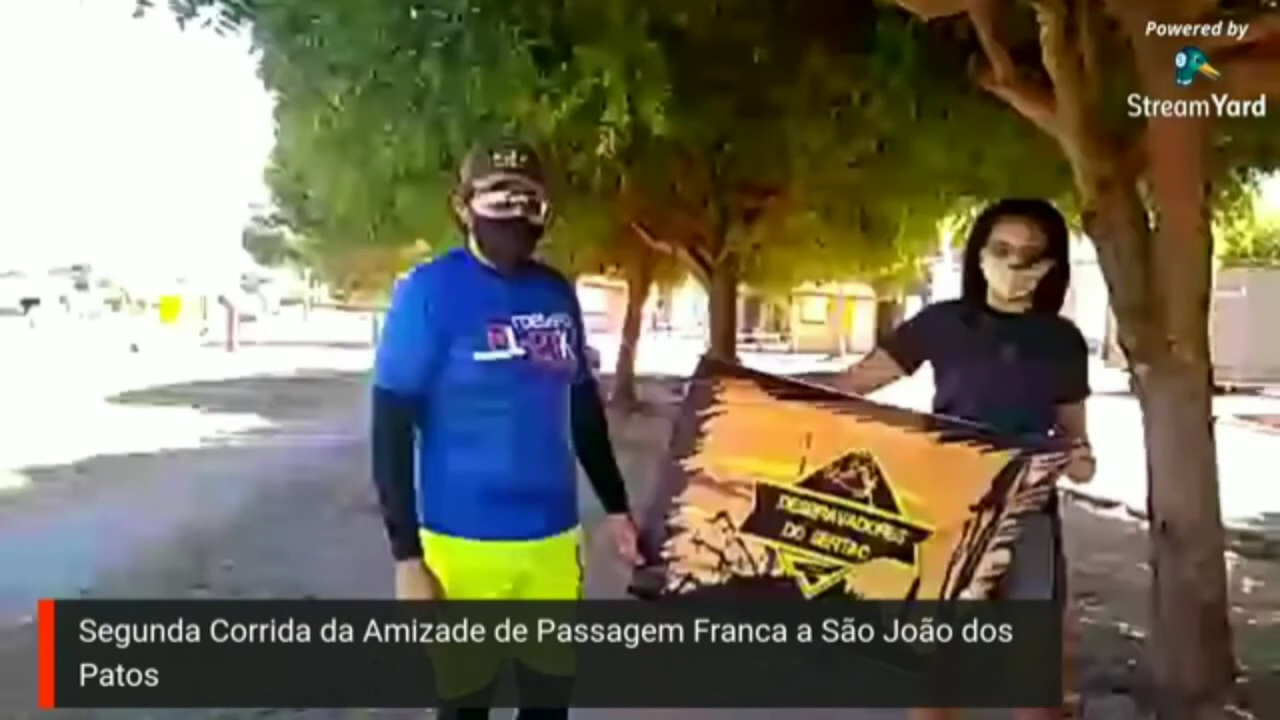 Powered by
StreamYard
DESBRAVADORES
DO SERTÃO
Segunda Corrida da Amizade de Passagem Franca a São João dos
Patos